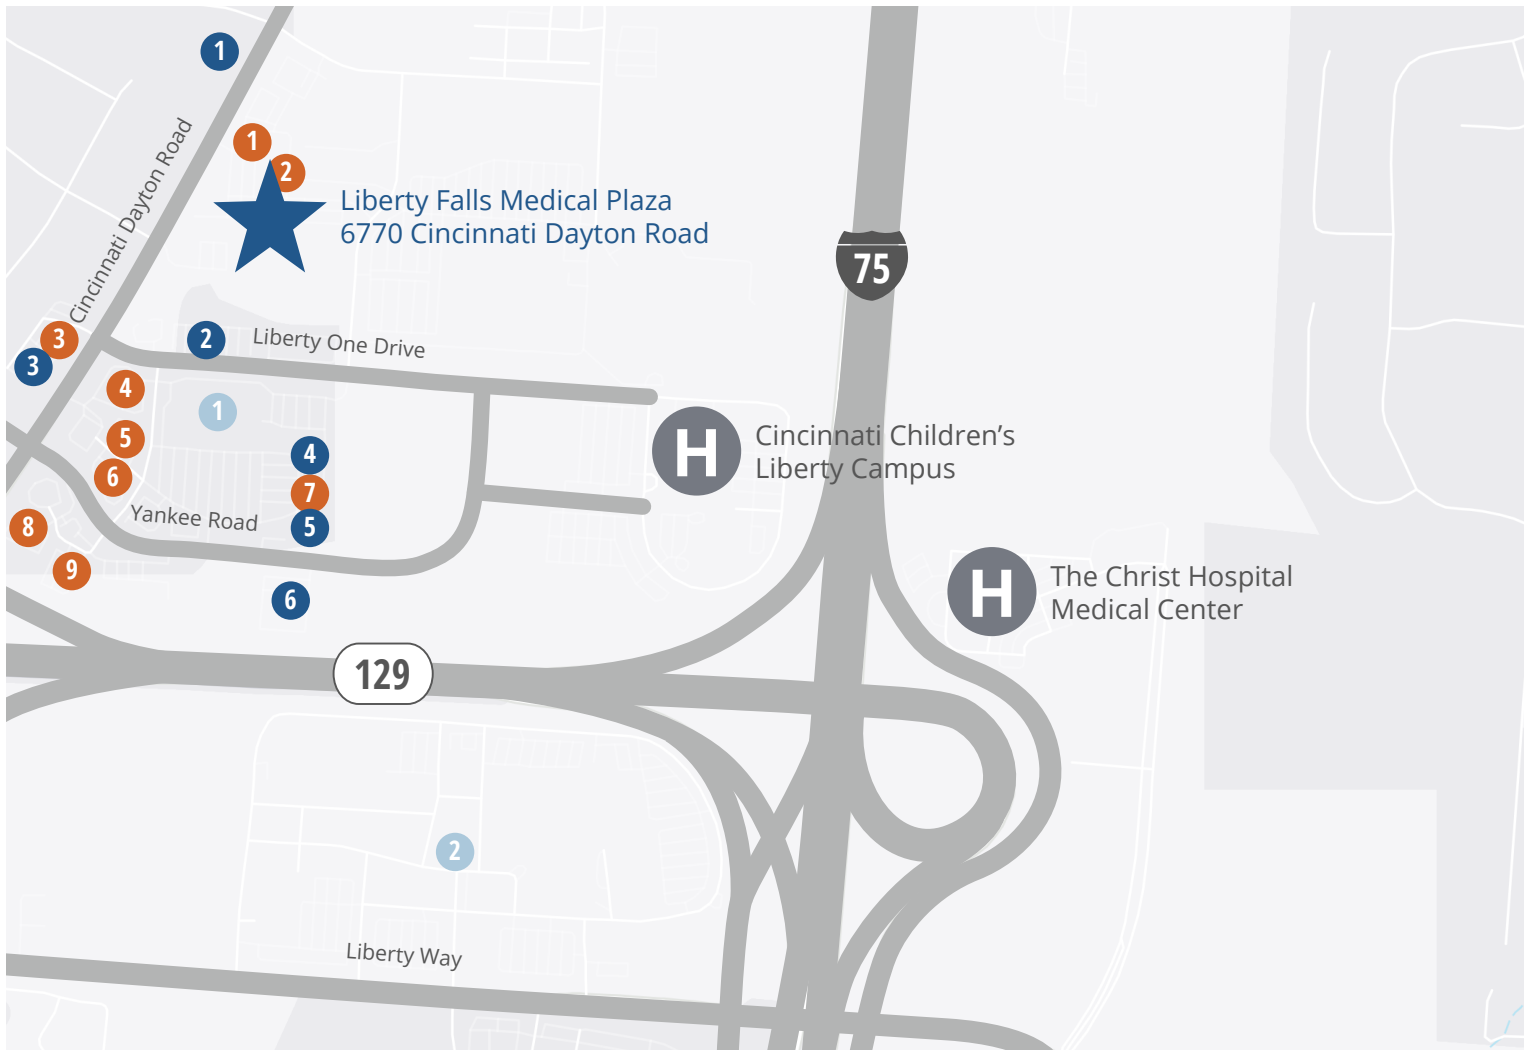 1
Cincinnati Dayton Road
1
2
Liberty Falls Medical Plaza
6770 Cincinnati Dayton Road
75
3
3
2
Liberty One Drive
4
1
5
4
6
7
8
Yankee Road
5
9
6
H
Cincinnati Children’s
Liberty Campus
H
The Christ Hospital
Medical Center
129
2
Liberty Way